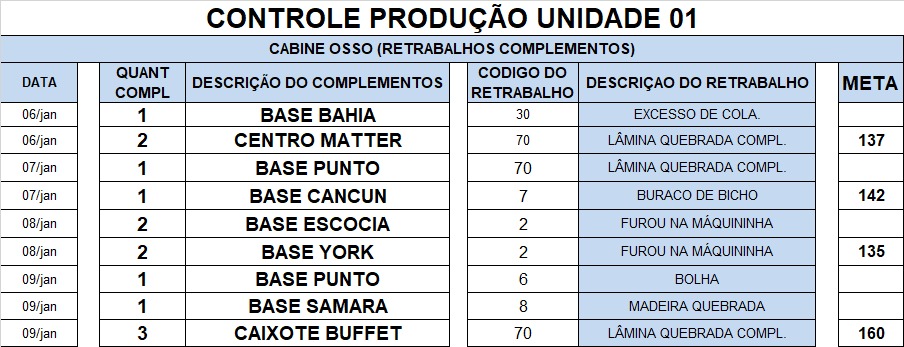 CONTROLE PRODUÇÃO UNIDADE 01
CABINE OSSO (RETRABALHOS COMPLEMENTOS)
DATA QUANT COMPL DESCRIÇÃO DO COMPLEMENTOS CODIGO DO RETRABALHO DESCRIÇAO DO RETRABALHO META
06/jan 1 BASE BAHIA 30 EXCESSO DE COLA.
06/jan 2 CENTRO MATTER 70 LÂMINA QUEBRADA COMPL. 137
07/jan 1 BASE PUNTO 70 LÂMINA QUEBRADA COMPL.
07/jan 1 BASE CANCUN 7 BURACO DE BICHO 142
08/jan 2 BASE ESCOCIA 2 FUROU NA MÁQUININHA
08/jan 2 BASE YORK 2 FUROU NA MÁQUININHA 135
09/jan 1 BASE PUNTO 6 BOLHA
09/jan 1 BASE SAMARA 8 MADEIRA QUEBRADA
09/jan 3 CAIXOTE BUFFET 70 LÂMINA QUEBRADA COMPL. 160